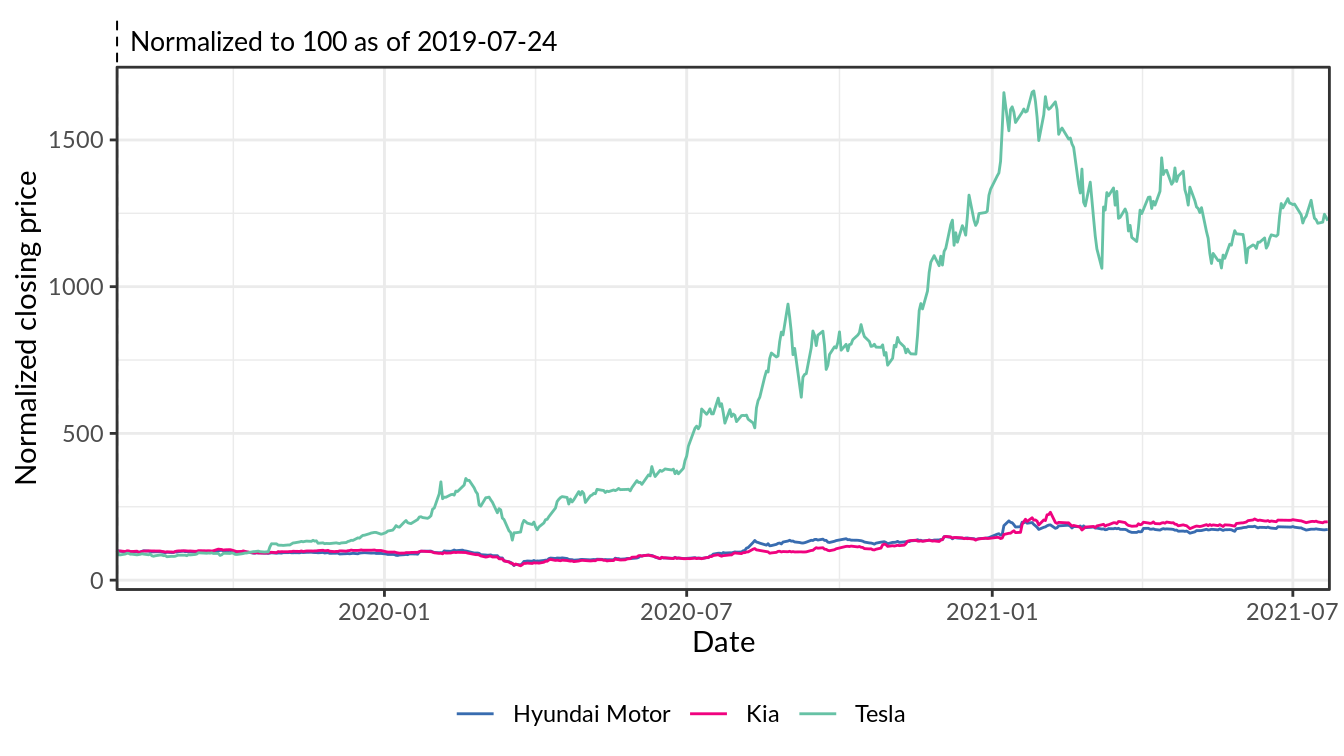 Normalized to 100 as of 2019-07-24
Normalized closing price
1500
1000
500
0
2020-01
2020-07
2021-01
2021-07
Date
Hyundai Motor
Kia
Tesla